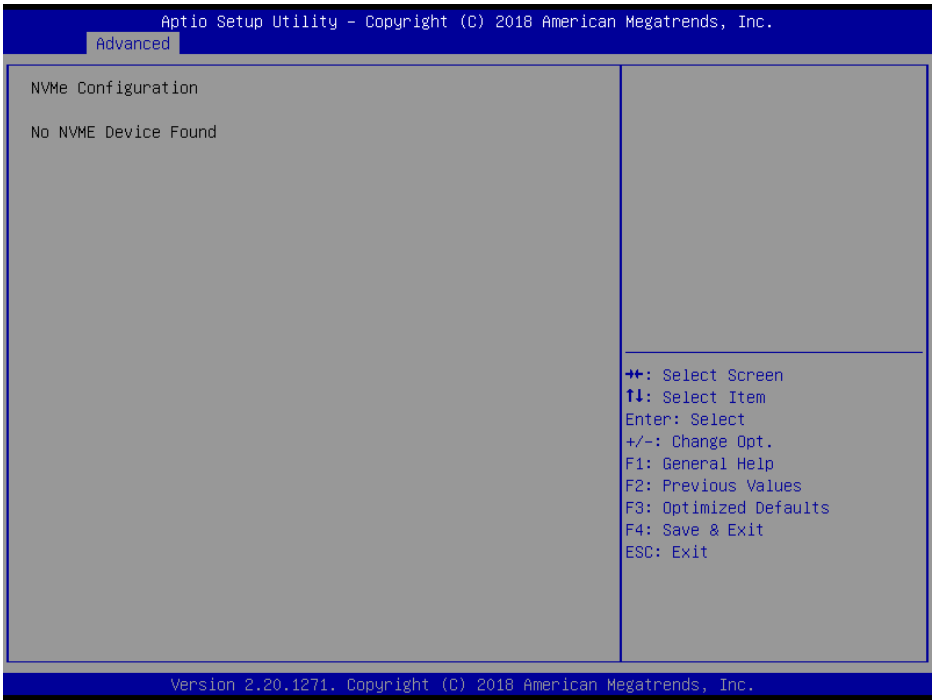 Aptio Setup Utility – Copyright (C) 2018 American Megatrends, Inc.
Advanced
NVMe Configuration
No NVME Device Found
→←: Select Screen
↑↓: Select Item
Enter: Select
+/-: Change Opt.
F1: General Help
F2: Previous Values
F3: Optimized Defaults
F4: Save & Exit
ESC: Exit
Version 2.20.1271. Copyright (C) 2018 American Megatrends, Inc.